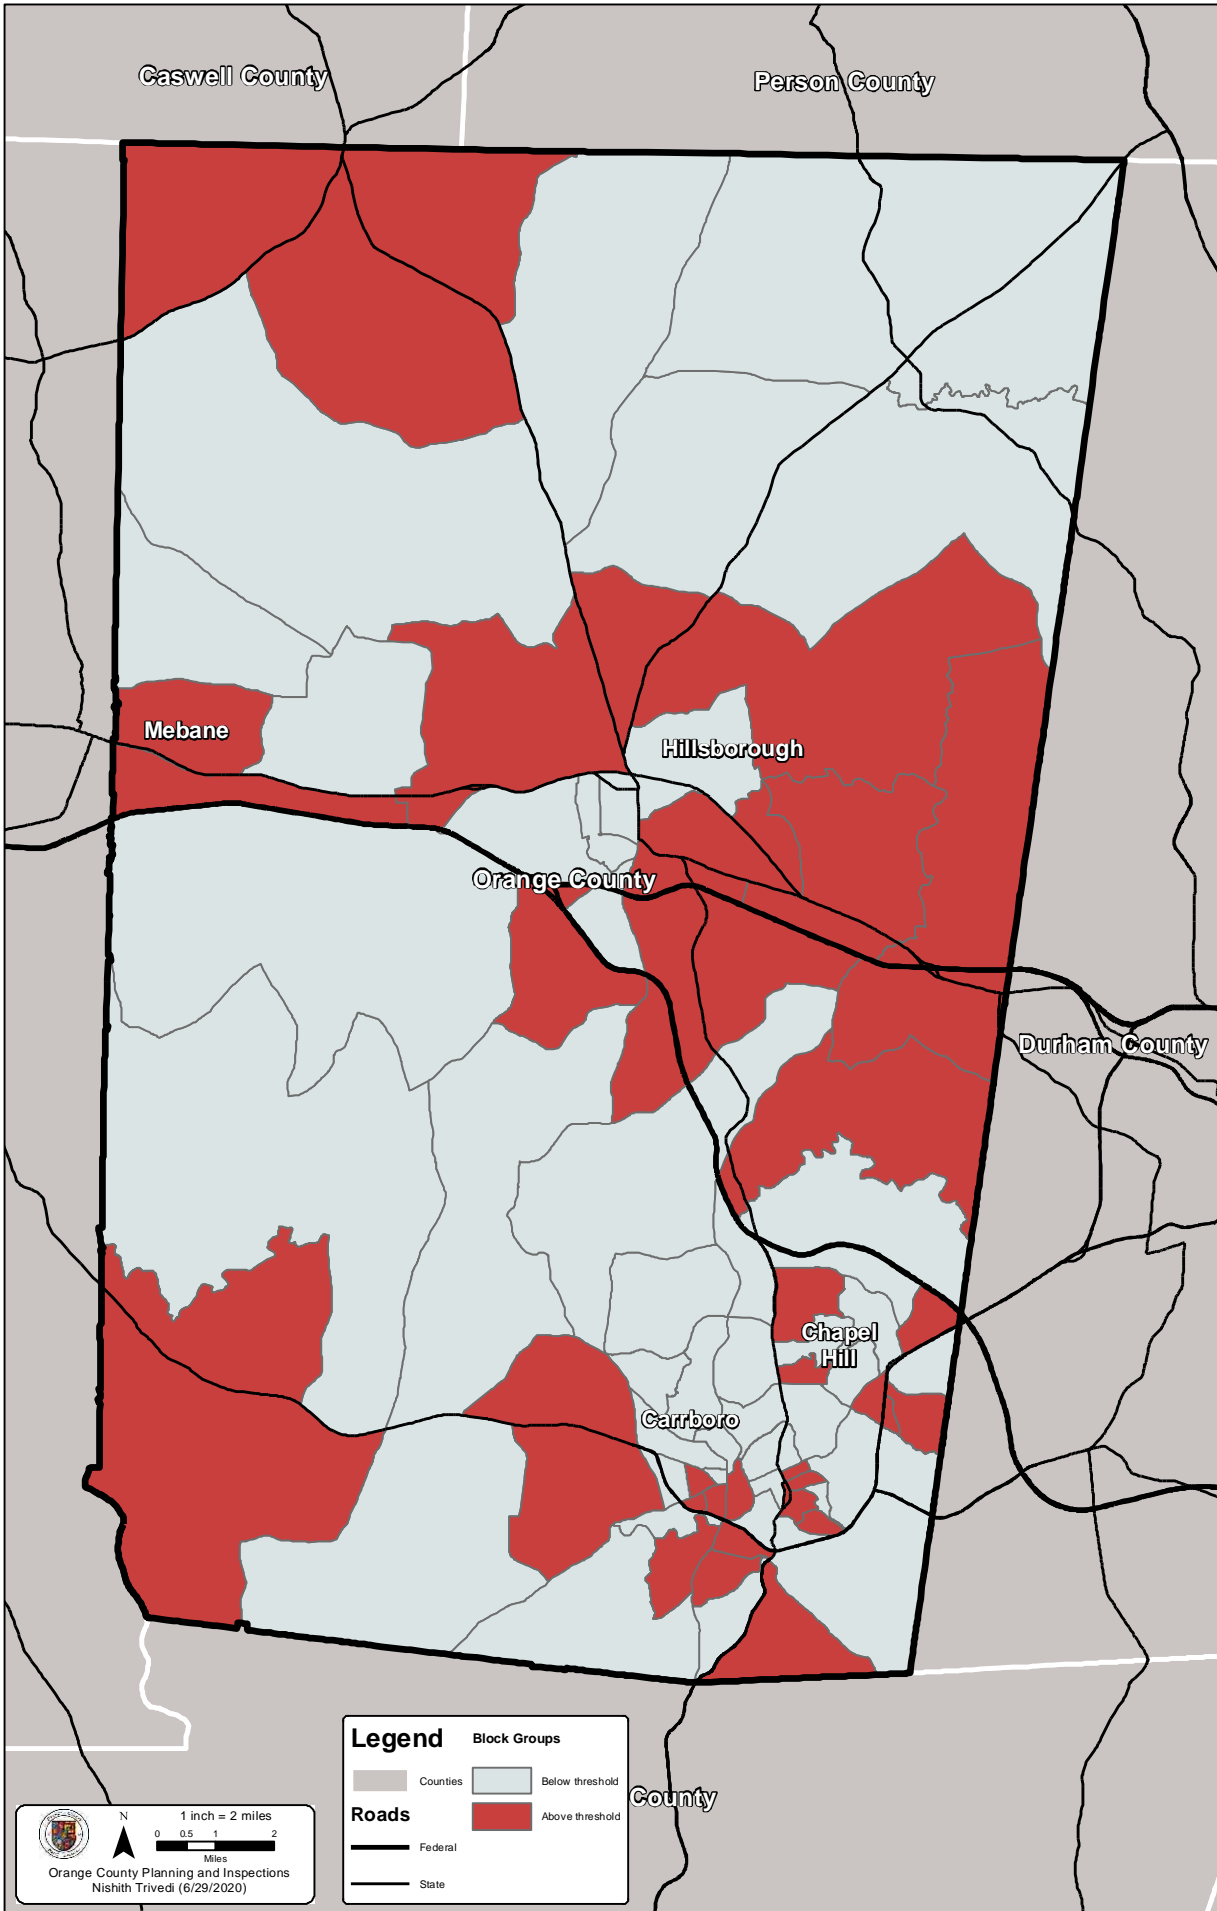 Caswell County
Person County
Mebane
Hillsborough
Orange County
Durham County
Chapel
Hill
Carrboro
County
Legend
Block Groups
Counties
Below threshold
Roads
Above threshold
Federal
State
N
1 inch = 2 miles
0 0.5 1 2
Miles
Orange County Planning and Inspections
Nishith Trivedi (6/29/2020)